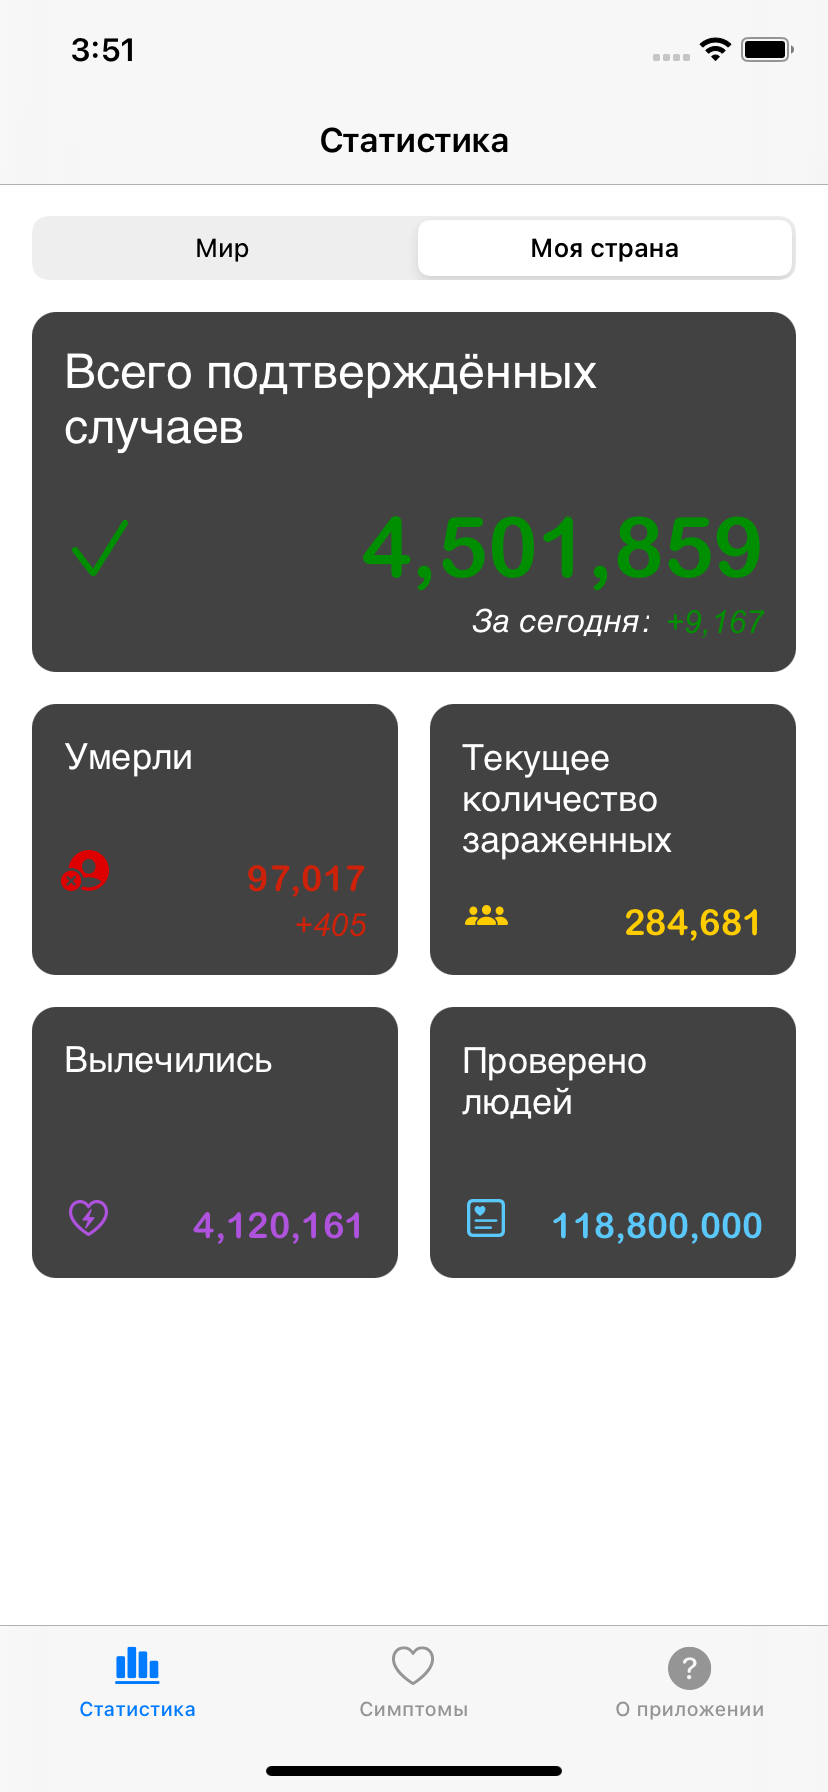 3:51
Статистика
Мир
Моя страна
Всего подтверждённых
случаев
4,501,859
За сегодня: +9,167
Умерли
97,017
+405
Текущее
количество
зараженных
284,681
Вылечились
4,120,161
Проверено
людей
118,800,000
Статистика
Симптомы
?
О приложении